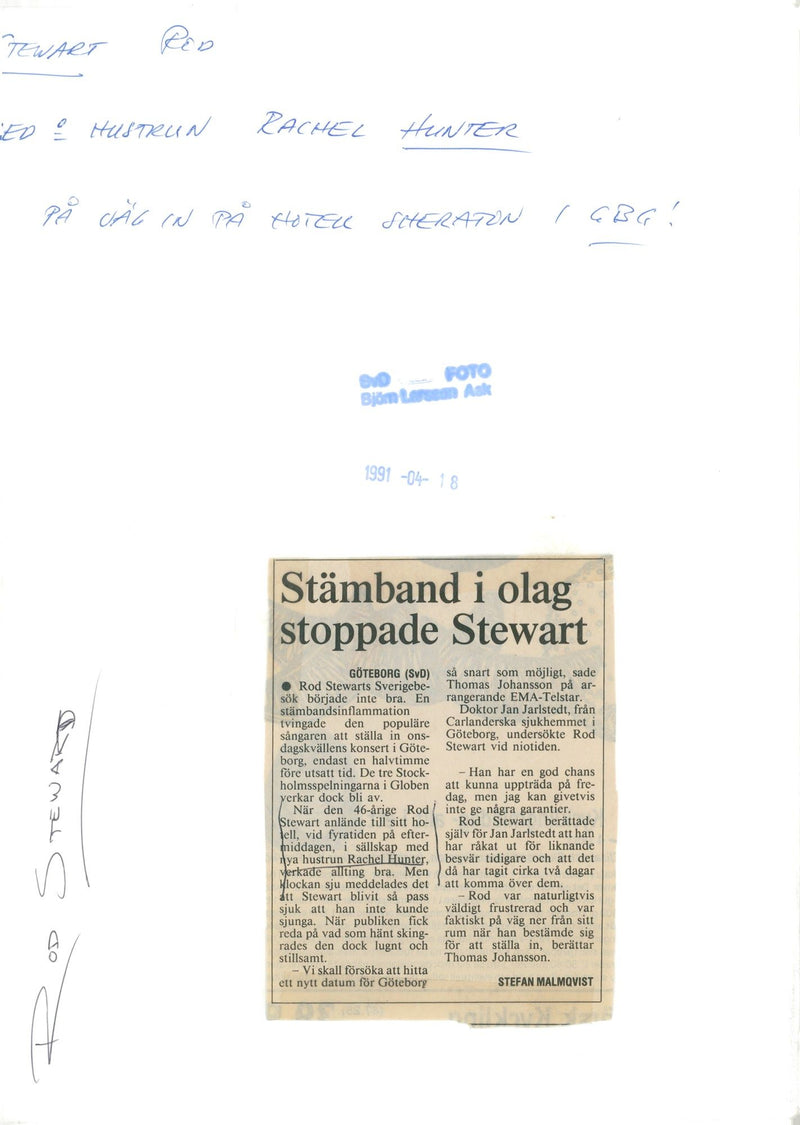 STEWART ROD
HUSTRUN RACHEL HUNTER
PÅ VÄG IN PÅ HOTELL SHERATON I GBG!
SvD FOTO
Björn Larsson Ask
1991 -04- 18
Stämband i olag
stoppade Stewart
GÖTEBORG (SvD)
● Rod Stewarts Sverigebe-
sök började inte bra. En
stämbandsinflammation
tvingade den populäre
sångaren att ställa in ons-
dagskvällens konsert i Göte-
borg, endast en halvtimme
före utsatt tid. De tre Stock-
holmsspelningarna i Globen
verkar dock bli av.
När den 46-årige Rod
Stewart anlände till sitt ho-
tell, vid fyratiden på efter-
middagen, i sällskap med
nya hustrun Rachel Hunter,
verkade allting bra. Men
klockan sju meddelades det
att Stewart blivit så pass
sjuk att han inte kunde
sjunga. När publiken fick
reda på vad som hänt sking-
rades den dock lugnt och
stillsamt.
– Vi skall försöka att hitta
ett nytt datum för Göteborg
så snart som möjligt, sade
Thomas Johansson på ar-
rangerande EMA-Telstar.
Doktor Jan Jarlstedt, från
Carlanderska sjukhemmet i
Göteborg, undersökte Rod
Stewart vid niotiden.
– Han har en god chans
att kunna uppträda på fre-
dag, men jag kan givetvis
inte ge några garantier.
Rod Stewart berättade
själv för Jan Jarlstedt att han
har råkat ut för liknande
besvär tidigare och att det
då har tagit cirka två dagar
att komma över dem.
– Rod var naturligtvis
väldigt frustrerad och var
faktiskt på väg ner från sitt
rum när han bestämde sig
för att ställa in, berättar
Thomas Johansson.
STEFAN MALMQVIST
ROD STEWARD